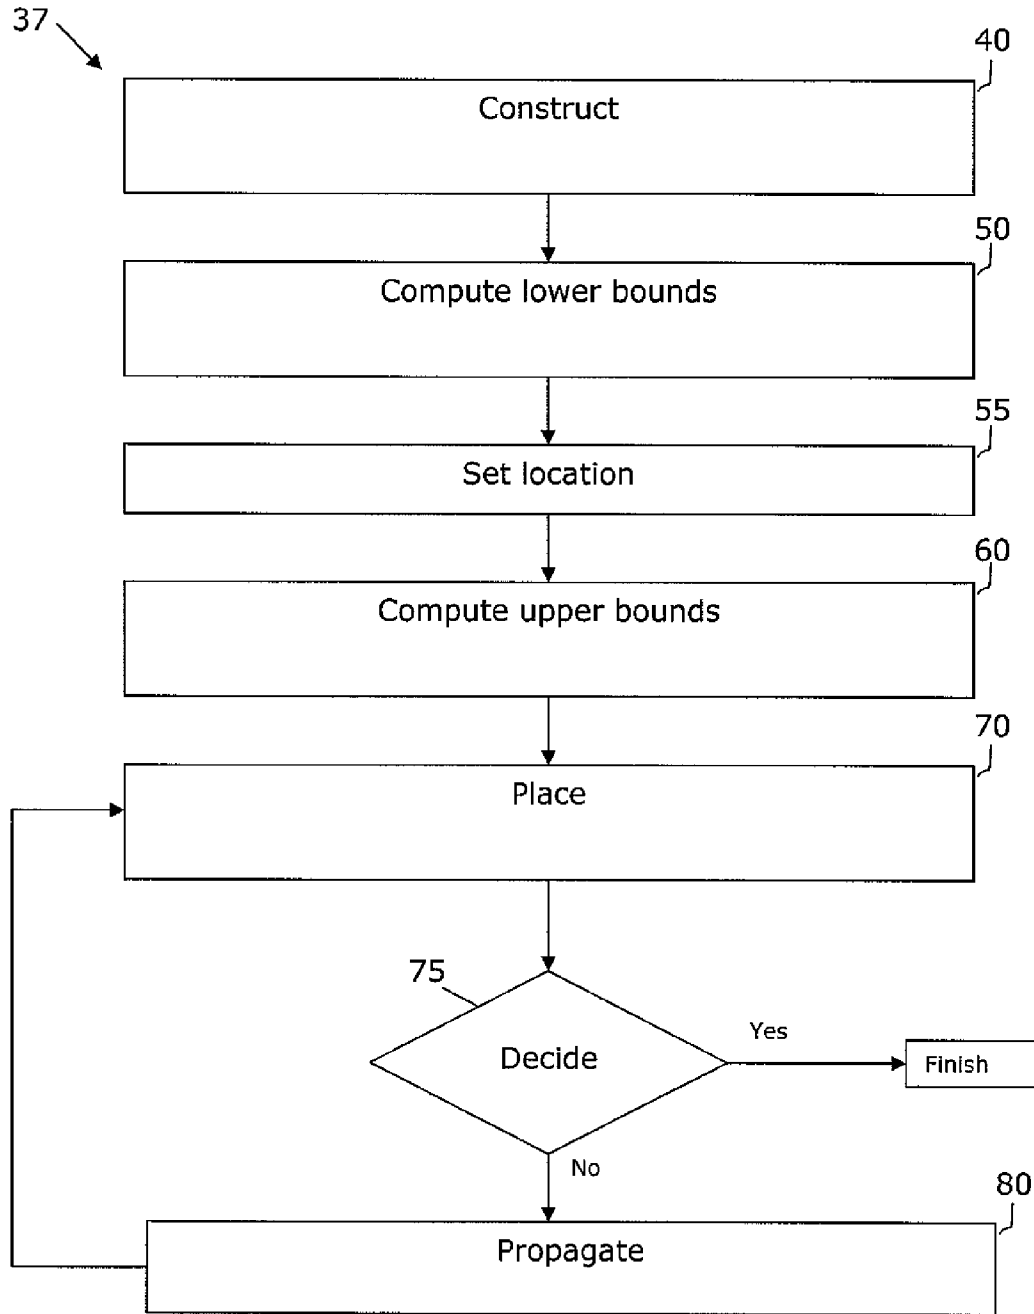 37
40
Construct
50
Compute lower bounds
55
Set location
60
Compute upper bounds
70
Place
75
Decide
Yes
Finish
No
80
Propagate